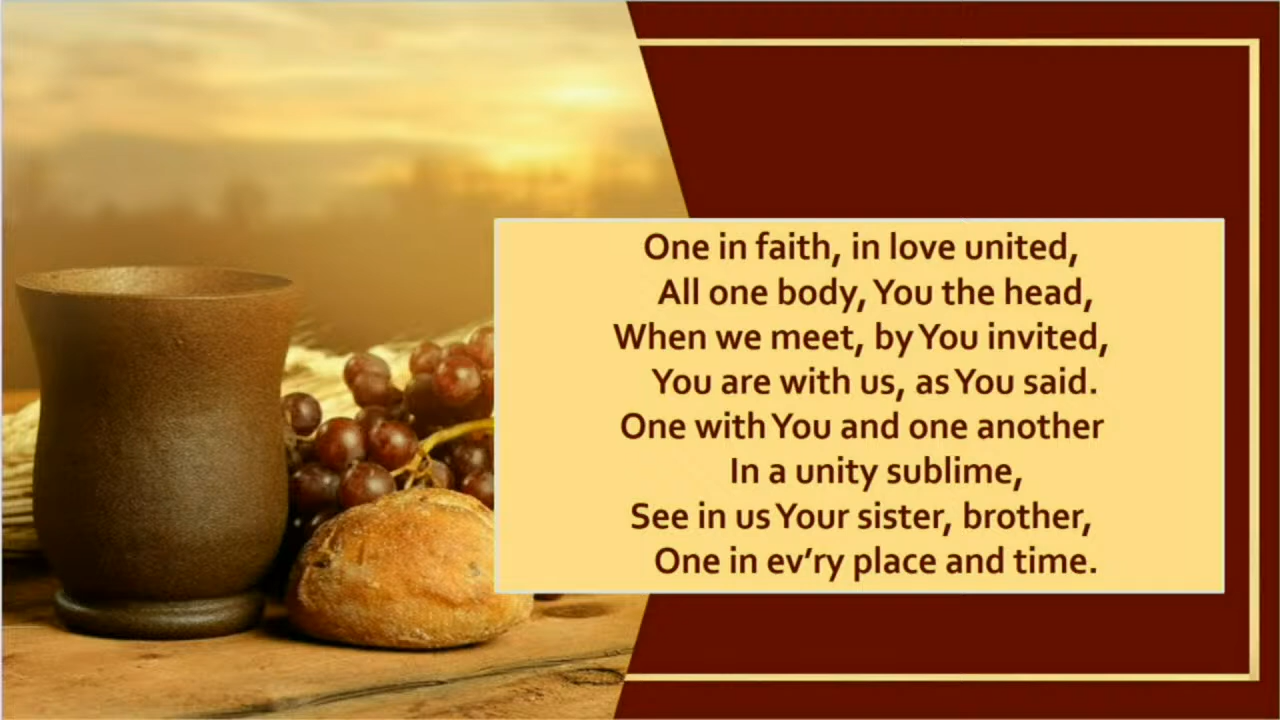 One in faith, in love united,
All one body, You the head,
When we meet, by You invited,
You are with us, as You said.
One with You and one another
In a unity sublime,
See in us Your sister, brother,
One in ev’ry place and time.